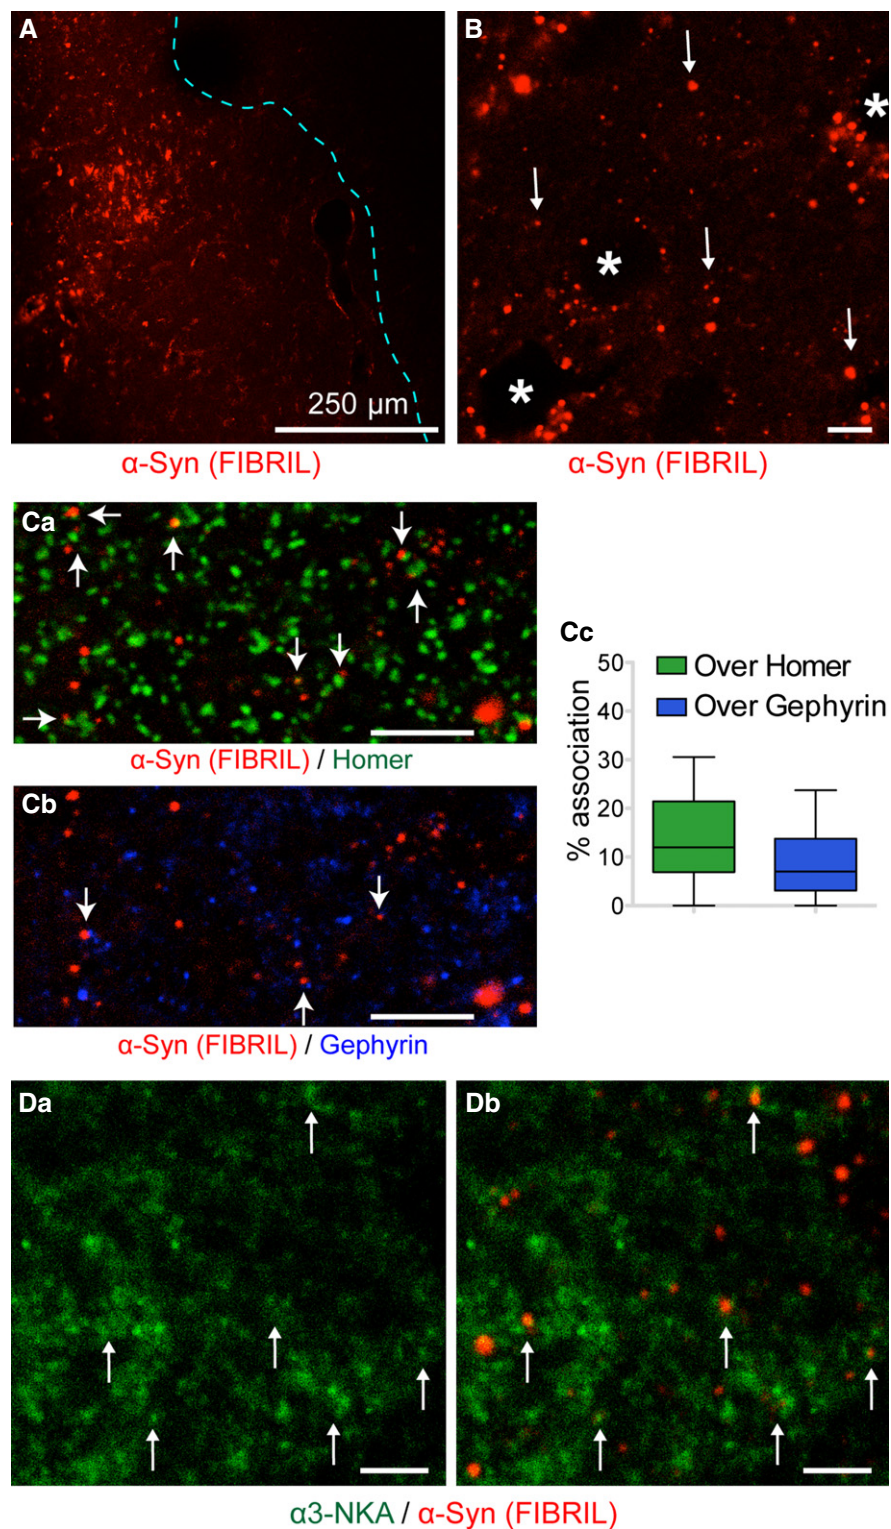 A
B
*
*
*
250 μm
α-Syn (FIBRIL)
α-Syn (FIBRIL)
Ca
α-Syn (FIBRIL) / Homer
Cb
α-Syn (FIBRIL) / Gephyrin
Cc
50
40
30
20
10
0
% association
Over Homer
Over Gephyrin
Da
Db
α3-NKA / α-Syn (FIBRIL)